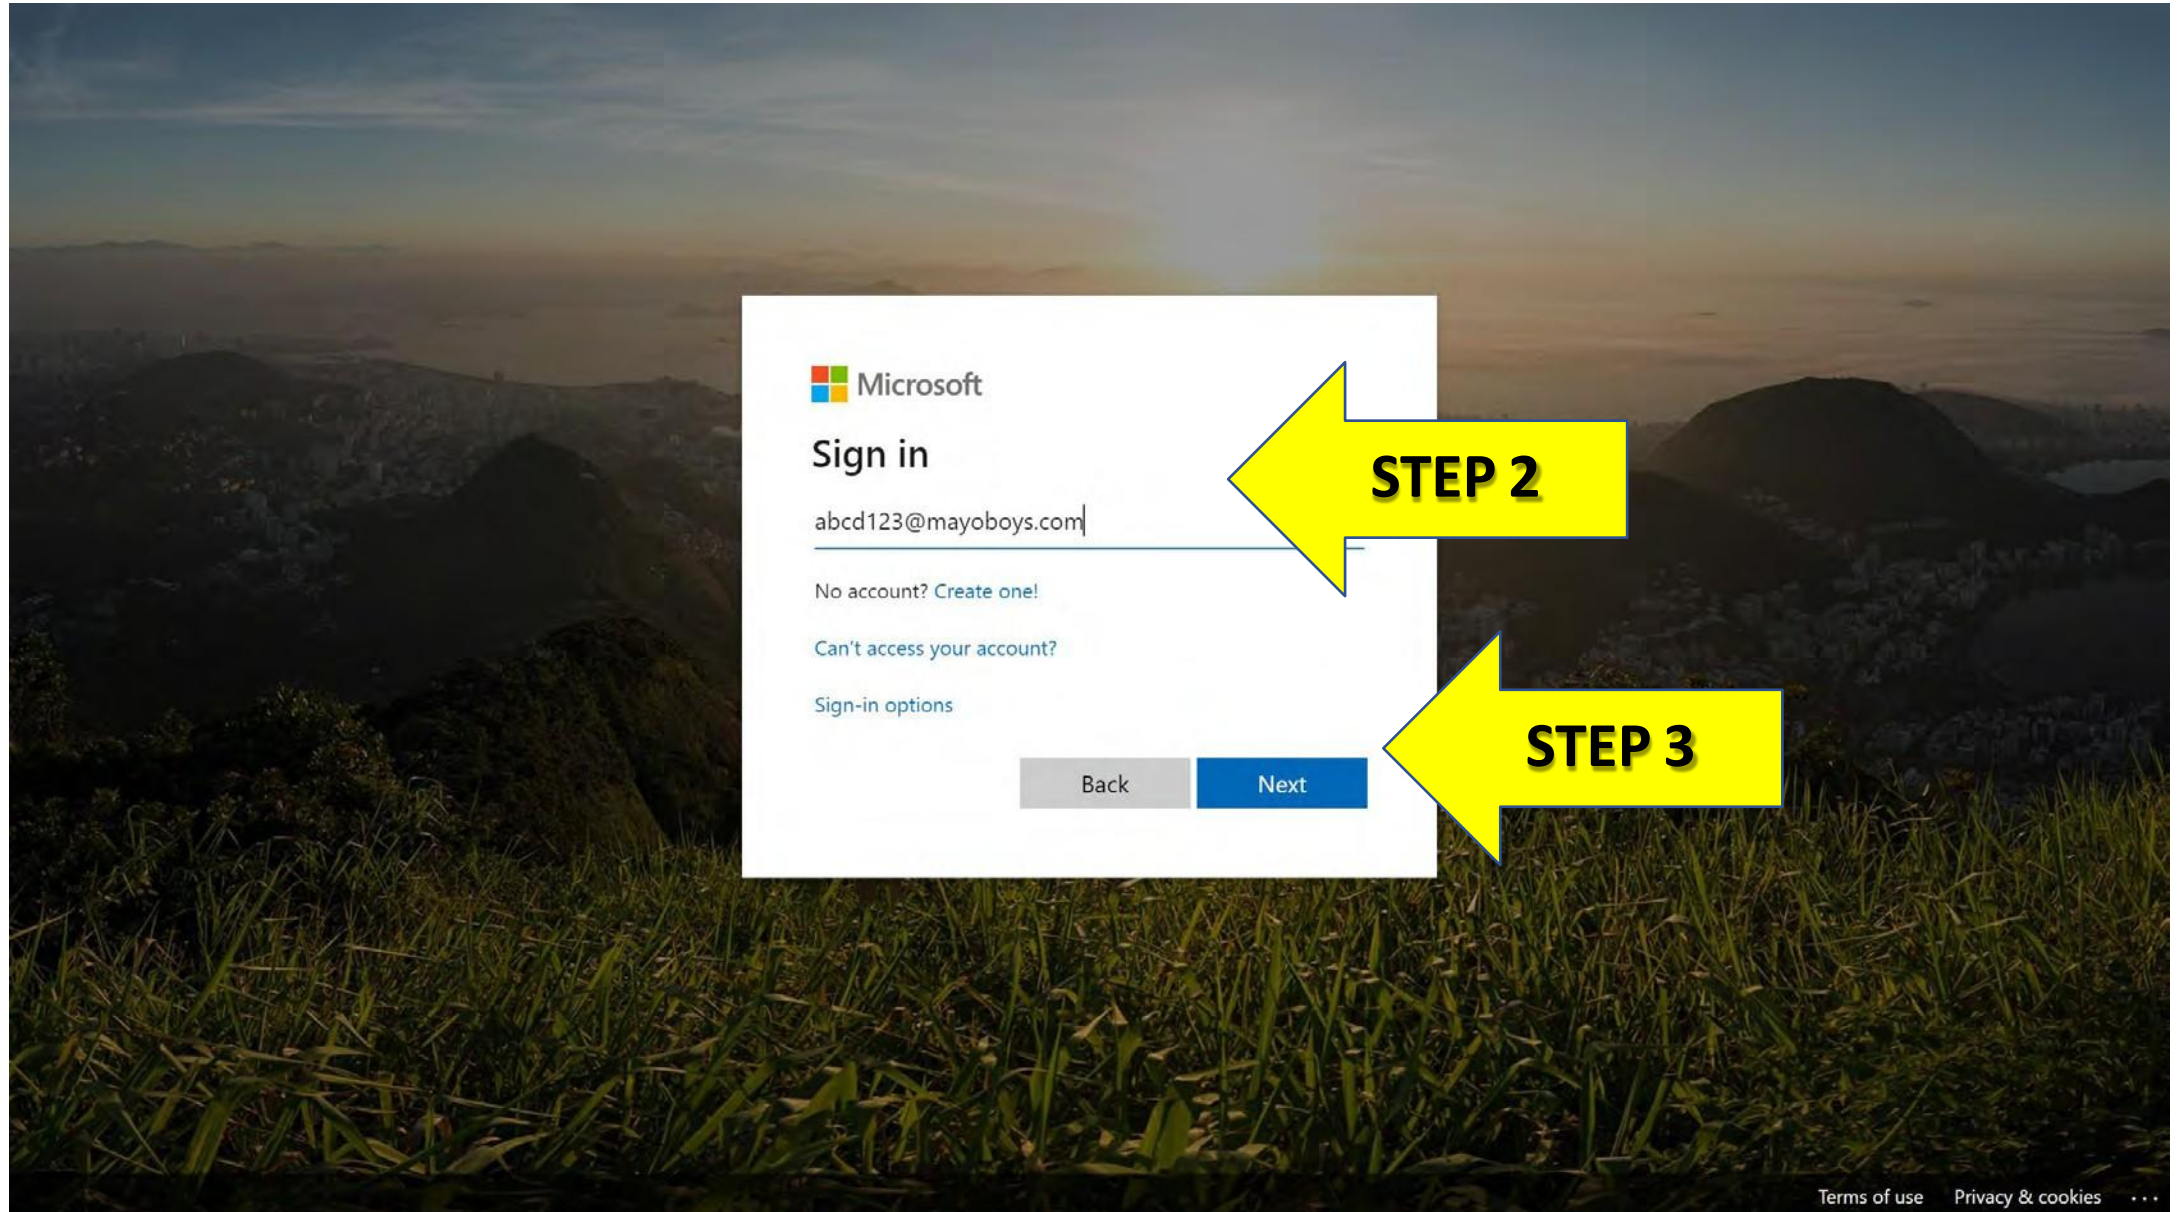 Microsoft
Sign in
STEP 2
abcd123@mayoboys.com
No account? Create one!
Can't access your account?
Sign-in options
STEP 3
Back
Next
Terms of use
Privacy & cookies
...